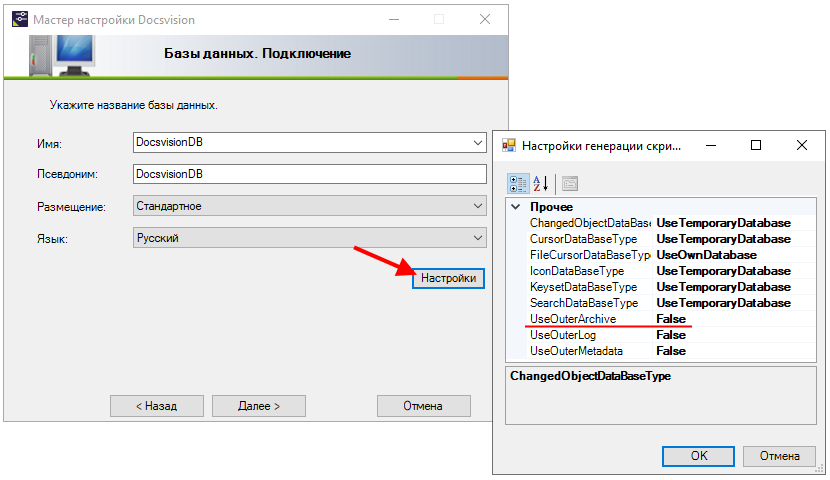 Мастер настройки Docsvision
Базы данных. Подключение
Укажите название базы данных.
Имя: DocsvisionDB
Псевдоним: DocsvisionDB
Размещение: Стандартное
Язык: Русский
Настройки
< Назад Далее > Отмена
Настройки генерации скри...
A
Z
Прочее
ChangedObjectDataBase UseTemporaryDatabase
CursorDataBaseType UseTemporaryDatabase
FileCursorDataBaseType UseOwnDatabase
IconDataBaseType UseTemporaryDatabase
KeysetDataBaseType UseTemporaryDatabase
SearchDataBaseType UseTemporaryDatabase
UseOuterArchive False
UseOuterLog False
UseOuterMetadata False
ChangedObjectDataBaseType
OK Отмена